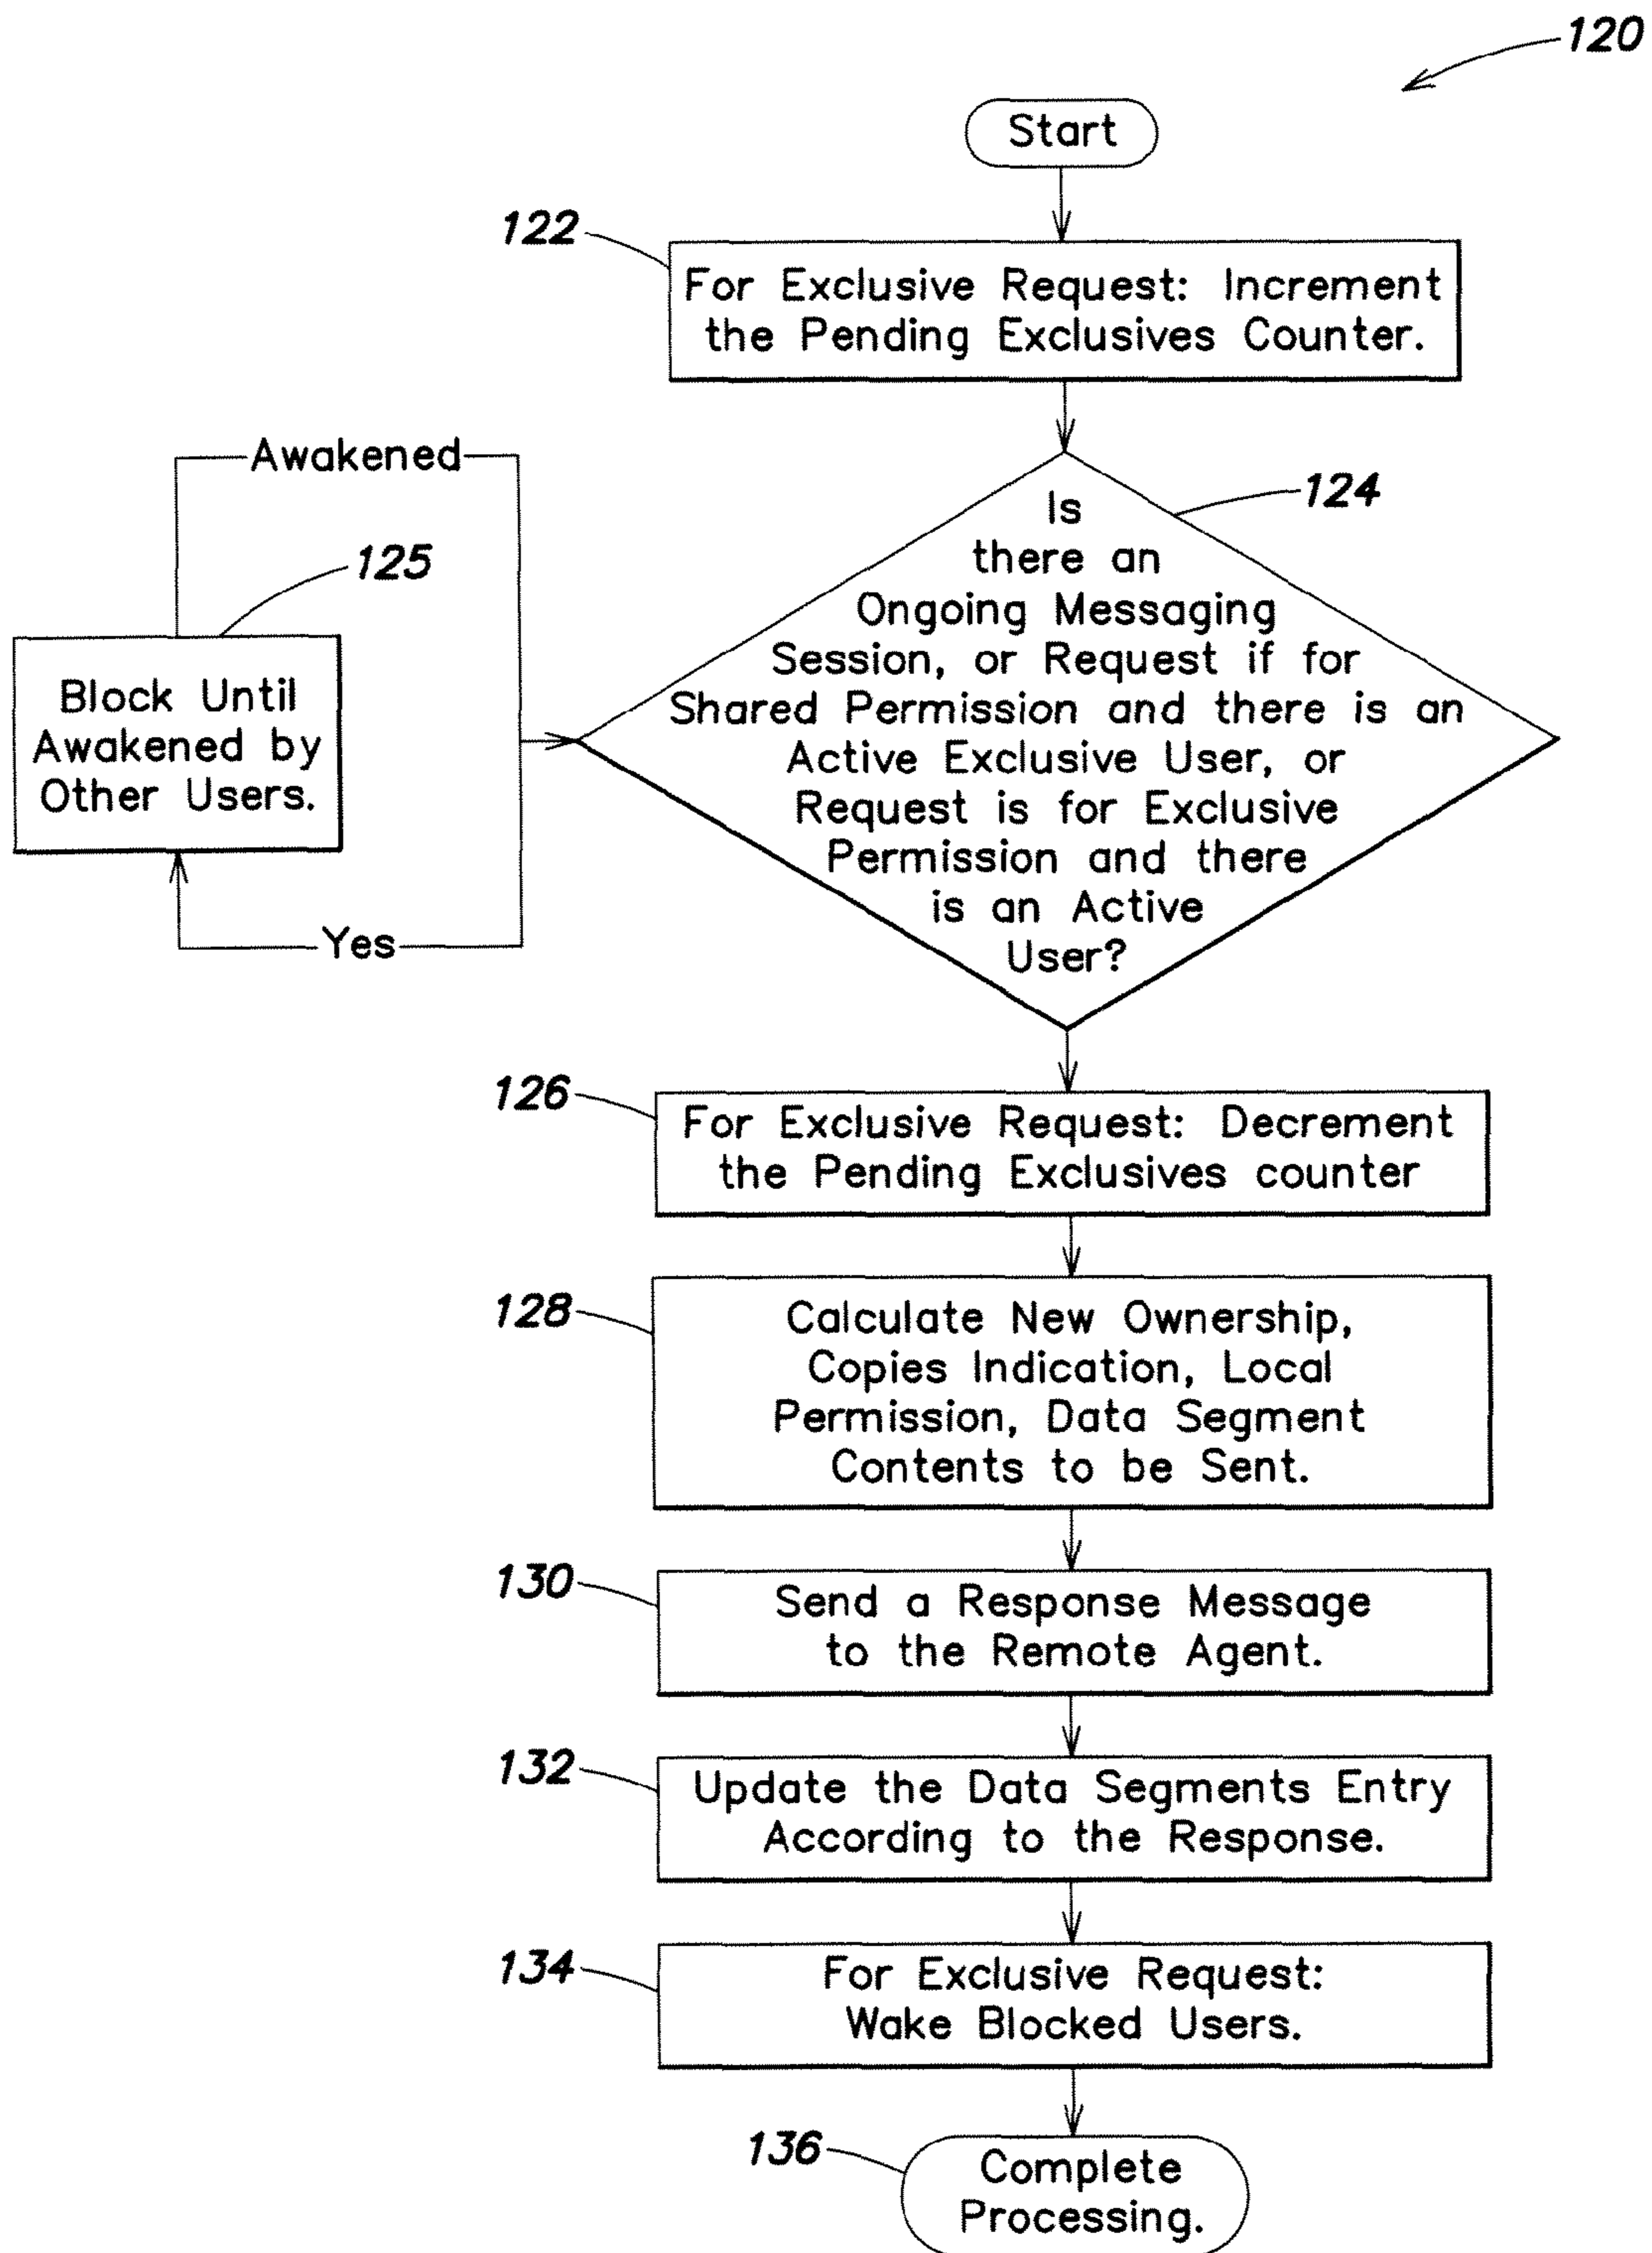 120
Start
122
For Exclusive Request: Increment
the Pending Exclusives Counter.
Awakened
124
Is
there an
Ongoing Messaging
Session, or Request if for
Shared Permission and there is an
Active Exclusive User, or
Request is for Exclusive
Permission and there
is an Active
User?
125
Block Until
Awakened by
Other Users.
Yes
126
For Exclusive Request: Decrement
the Pending Exclusives counter
128
Calculate New Ownership,
Copies Indication, Local
Permission, Data Segment
Contents to be Sent.
130
Send a Response Message
to the Remote Agent.
132
Update the Data Segments Entry
According to the Response.
134
For Exclusive Request:
Wake Blocked Users.
136
Complete
Processing.